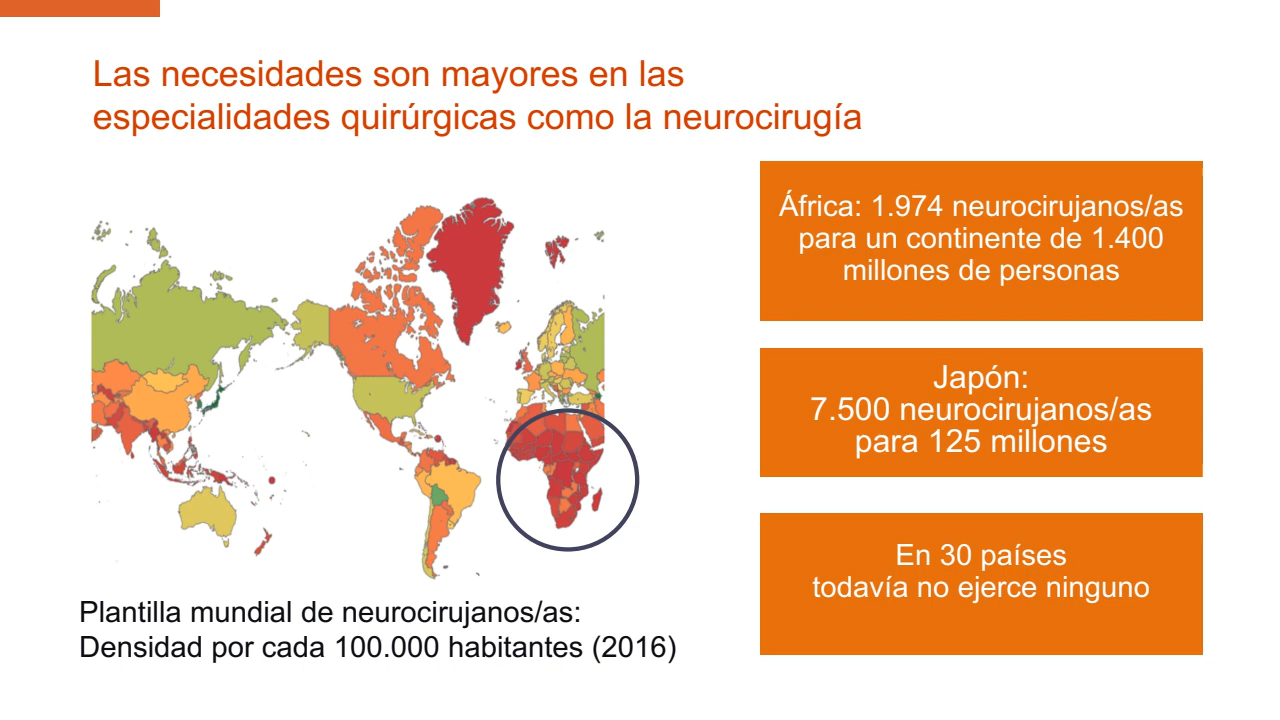 Las necesidades son mayores en las
especialidades quirúrgicas como la neurocirugía
África: 1.974 neurocirujanos/as
para un continente de 1.400
millones de personas
Japón:
7.500 neurocirujanos/as
para 125 millones
En 30 países
todavía no ejerce ninguno
Plantilla mundial de neurocirujanos/as:
Densidad por cada 100.000 habitantes (2016)